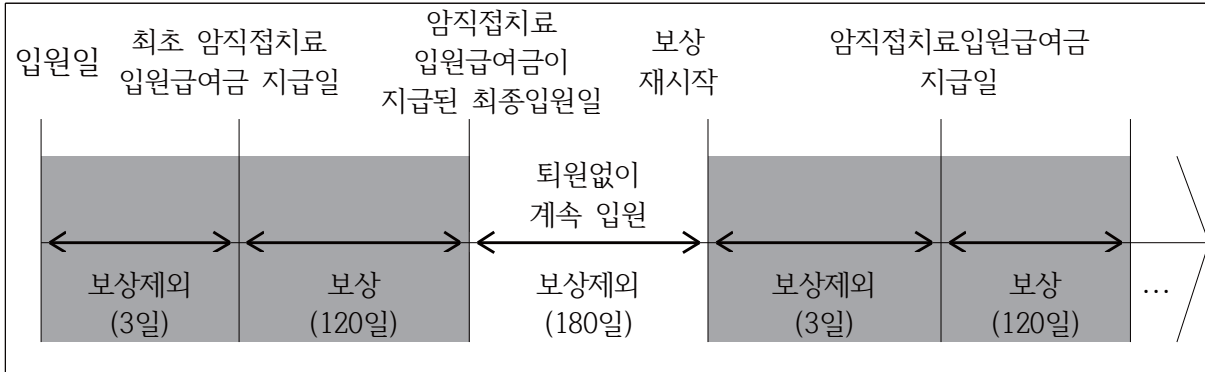 입원일
최초 암직접치료
입원급여금 지급일
암직접치료
입원급여금이
지급된 최종입원일
보상
재시작
암직접치료입원급여금
지급일
퇴원없이
계속 입원
보상제외
(3일)
보상
(120일)
보상제외
(180일)
보상제외
(3일)
보상
(120일)
…